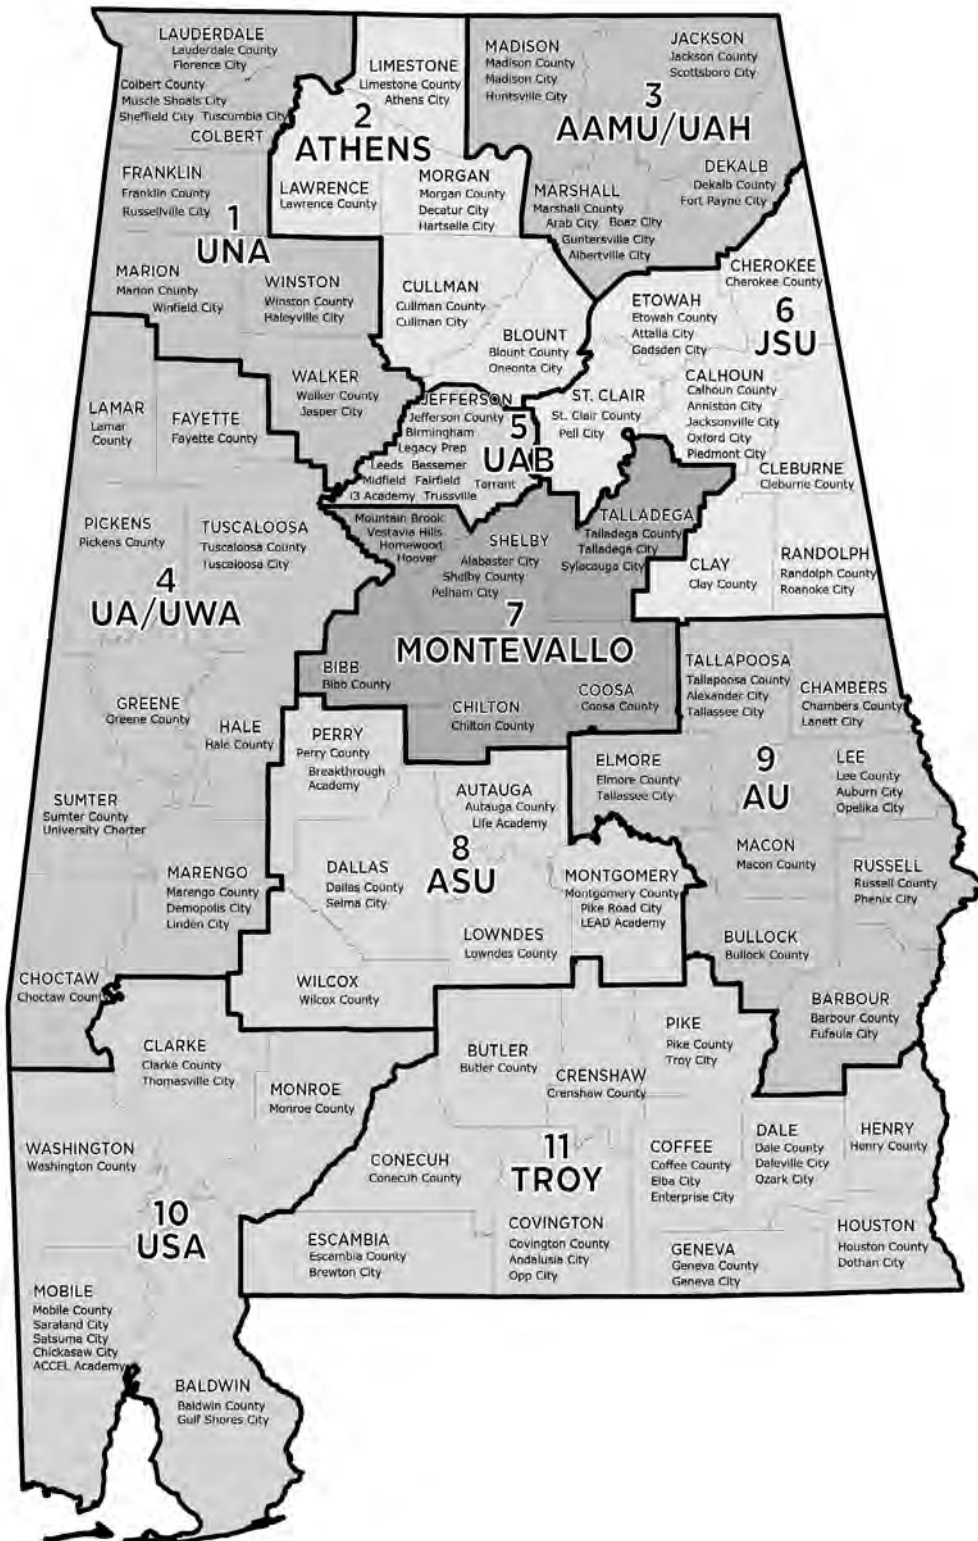 LAUDERDALE
Lauderdale County
Florence City
Colbert County
Muscle Shoals City
Sheffield City Tuscumbia City
COLBERT
FRANKLIN
Franklin County
Russellville City
1
UNA
MARION
Marion County
Winfield City
WINSTON
Winston County
Haleyville City
WALKER
Walker County
Jasper City
LIMESTONE
Limestone County
Athens City
2
ATHENS
LAWRENCE
Lawrence County
MORGAN
Morgan County
Decatur City
Hartselle City
CULLMAN
Cullman County
Cullman City
BLOUNT
Blount County
Oneonta City
MADISON
Madison County
Madison City
Huntsville City
JACKSON
Jackson County
Scottsboro City
3
AAMU/UAH
DEKALB
Dekalb County
Fort Payne City
MARSHALL
Marshall County
Arab City Boaz City
Guntersville City
Albertville City
CHEROKEE
Cherokee County
ETOWAH
Etowah County
Attalla City
Gadsden City
6
JSU
CALHOUN
Calhoun County
Anniston City
Jacksonville City
Oxford City
Piedmont City
ST. CLAIR
St. Clair County
Pell City
CLEBURNE
Cleburne County
CLAY
Clay County
RANDOLPH
Randolph County
Roanoke City
JEFFERSON
Jefferson County
Birmingham
Legacy Prep
Leeds Bessemer
Midfield Fairfield
Tarrant
i3 Academy Trussville
5
UAB
LAMAR
Lamar
County
FAYETTE
Fayette County
PICKENS
Pickens County
TUSCALOOSA
Tuscaloosa County
Tuscaloosa City
4
UA/UWA
GREENE
Greene County
HALE
Hale County
SUMTER
Sumter County
University Charter
MARENGO
Marengo County
Demopolis City
Linden City
CHOCTAW
Choctaw County
Mountain Brook
Vestavia Hills
Homewood
Hoover
SHELBY
Alabaster City
Shelby County
Pelham City
TALLADEGA
Talladega County
Talladega City
Sylacauga City
7
MONTEVALLO
BIBB
Bibb County
CHILTON
Chilton County
COOSA
Coosa County
PERRY
Perry County
Breakthrough
Academy
AUTAUGA
Autauga County
Life Academy
8
ASU
DALLAS
Dallas County
Selma City
MONTGOMERY
Montgomery County
Pike Road City
LEAD Academy
LOWNDES
Lowndes County
WILCOX
Wilcox County
TALLAPOOSA
Tallapoosa County
Alexander City
Tallassee City
CHAMBERS
Chambers County
Lanett City
ELMORE
Elmore County
Tallassee City
9
AU
LEE
Lee County
Auburn City
Opelika City
MACON
Macon County
RUSSELL
Russell County
Phenix City
BULLOCK
Bullock County
BARBOUR
Barbour County
Eufaula City
CLARKE
Clarke County
Thomasville City
MONROE
Monroe County
WASHINGTON
Washington County
10
USA
MOBILE
Mobile County
Saraland City
Satsuma City
Chickasaw City
ACCEL Academy
BALDWIN
Baldwin County
Gulf Shores City
BUTLER
Butler County
CRENSHAW
Crenshaw County
PIKE
Pike County
Troy City
CONECUH
Conecuh County
11
TROY
COFFEE
Coffee County
Elba City
Enterprise City
DALE
Dale County
Daleville City
Ozark City
HENRY
Henry County
ESCAMBIA
Escambia County
Brewton City
COVINGTON
Covington County
Andalusia City
Opp City
GENEVA
Geneva County
Geneva City
HOUSTON
Houston County
Dothan City